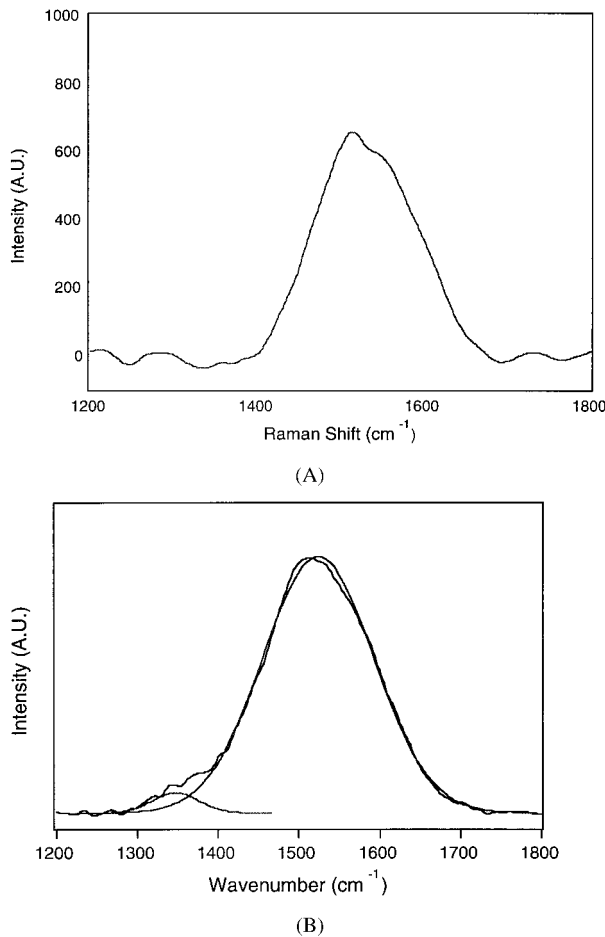 1000
800
600
400
200
0
Intensity (A.U.)
1200 1400 1600 1800
Raman Shift (cm⁻¹)
(A)
Intensity (A.U.)
1200 1300 1400 1500 1600 1700 1800
Wavenumber (cm⁻¹)
(B)